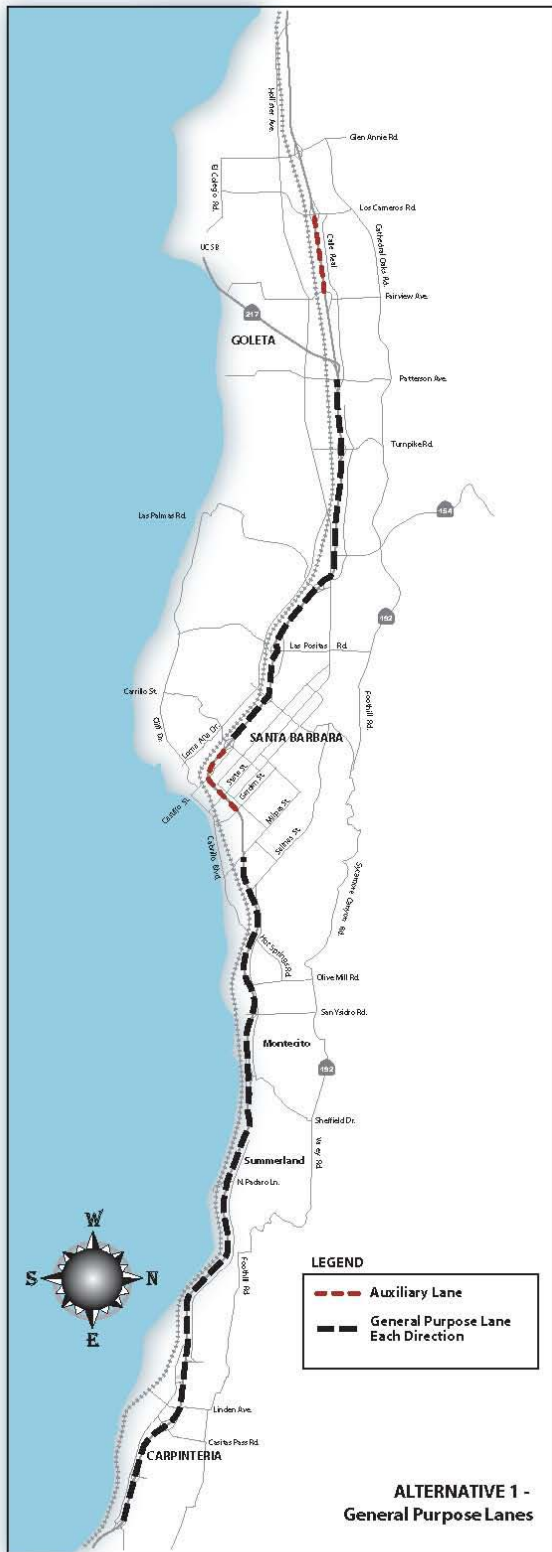 Hollister Ave.
Glen Annie Rd.
El Colegio Rd.
Los Carneros Rd.
Calle Real
Cathedral Oaks Rd.
UCSB
Fairview Ave.
217
GOLETA
Patterson Ave.
Turnpike Rd.
Las Palmas Rd.
154
192
Las Positas Rd.
Carrillo St.
Foothill Rd.
Cliff Dr.
Loma Alta Dr.
SANTA BARBARA
State St.
Garden St.
Castillo St.
Milpas St.
Salinas St.
Cabrillo Blvd.
Sycamore Canyon Rd.
Hot Springs Rd.
Olive Mill Rd.
San Ysidro Rd.
Montecito
192
Sheffield Dr.
Valley Rd.
Summerland
N. Padaro Ln.
W
S N
E
Foothill Rd.
LEGEND
Auxiliary Lane
General Purpose Lane
Each Direction
Linden Ave.
Casitas Pass Rd.
CARPINTERIA
ALTERNATIVE 1 -
General Purpose Lanes